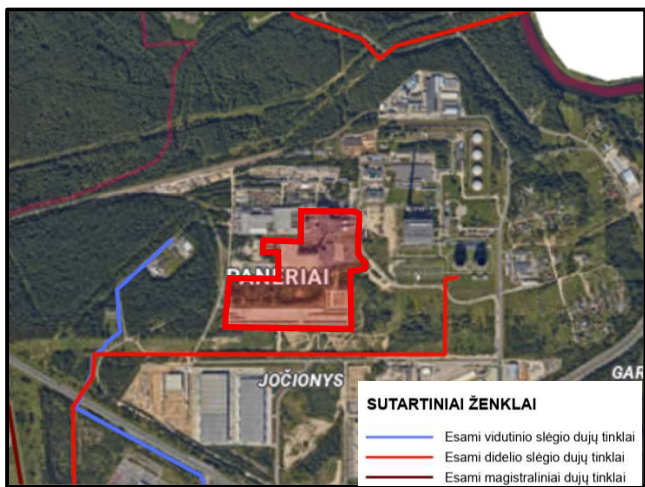 PANERIAI
JOČIONYS
GAR
SUTARTINIAI ŽENKLAI
Esami vidutinio slėgio dujų tinklai
Esami didelio slėgio dujų tinklai
Esami magistraliniai dujų tinklai